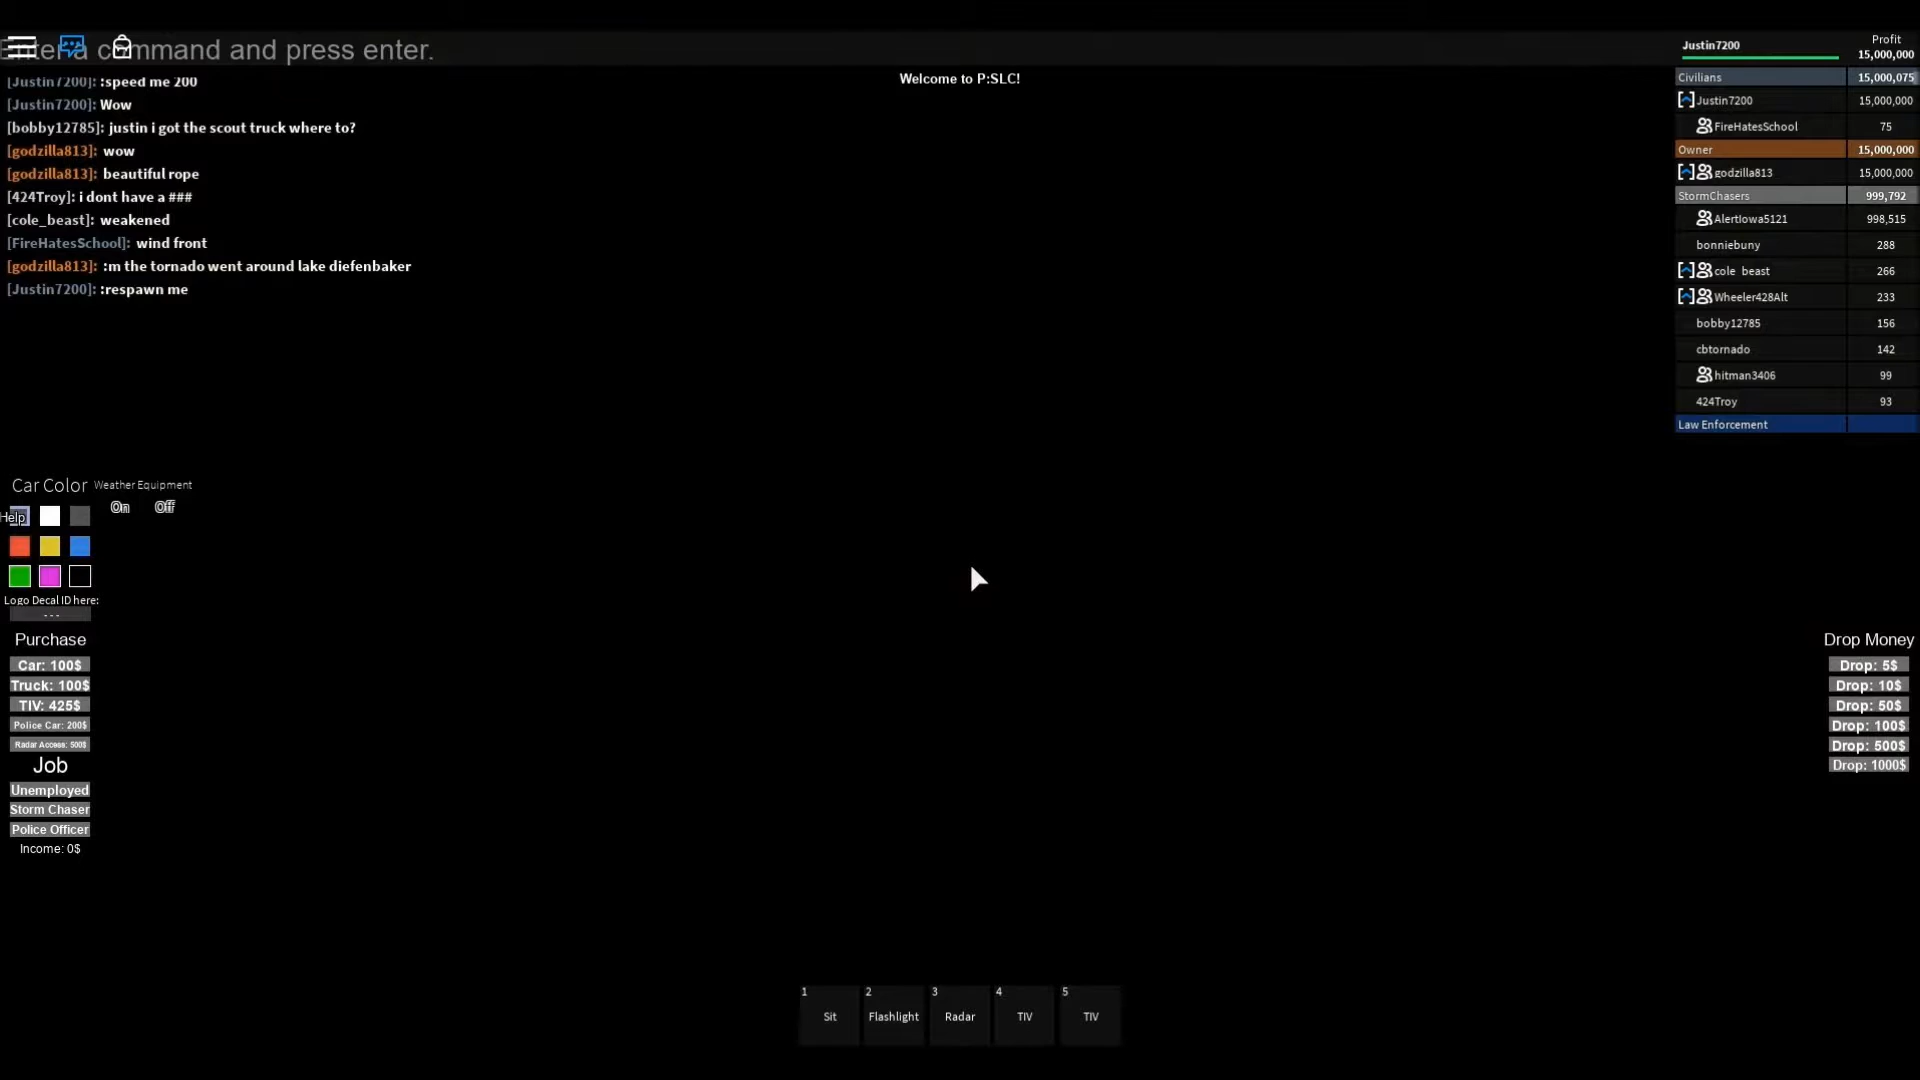 Enter a command and press enter.
[Justin7200]: :speed me 200
[Justin7200]: Wow
[bobby12785]: justin i got the scout truck where to?
[godzilla813]: wow
[godzilla813]: beautiful rope
[424Troy]: i dont have a ###
[cole_beast]: weakened
[FireHatesSchool]: wind front
[godzilla813]: :m the tornado went around lake diefenbaker
[Justin7200]: :respawn me
Welcome to P:SLC!
Justin7200 Profit 15,000,000
Civilians 15,000,075
Justin7200 15,000,000
FireHatesSchool 75
Owner 15,000,000
godzilla813 15,000,000
StormChasers 999,792
AlertIowa5121 998,515
bonniebuny 288
cole_beast 266
Wheeler428Alt 233
bobby12785 156
cbtornado 142
hitman3406 99
424Troy 93
Law Enforcement
Car Color Weather Equipment
On Off
Help
Logo Decal ID here:
---
Purchase
Car: 100$
Truck: 100$
TIV: 425$
Police Car: 200$
Radar Access: 500$
Job
Unemployed
Storm Chaser
Police Officer
Income: 0$
Drop Money
Drop: 5$
Drop: 10$
Drop: 50$
Drop: 100$
Drop: 500$
Drop: 1000$
1 2 3 4 5
Sit Flashlight Radar TIV TIV